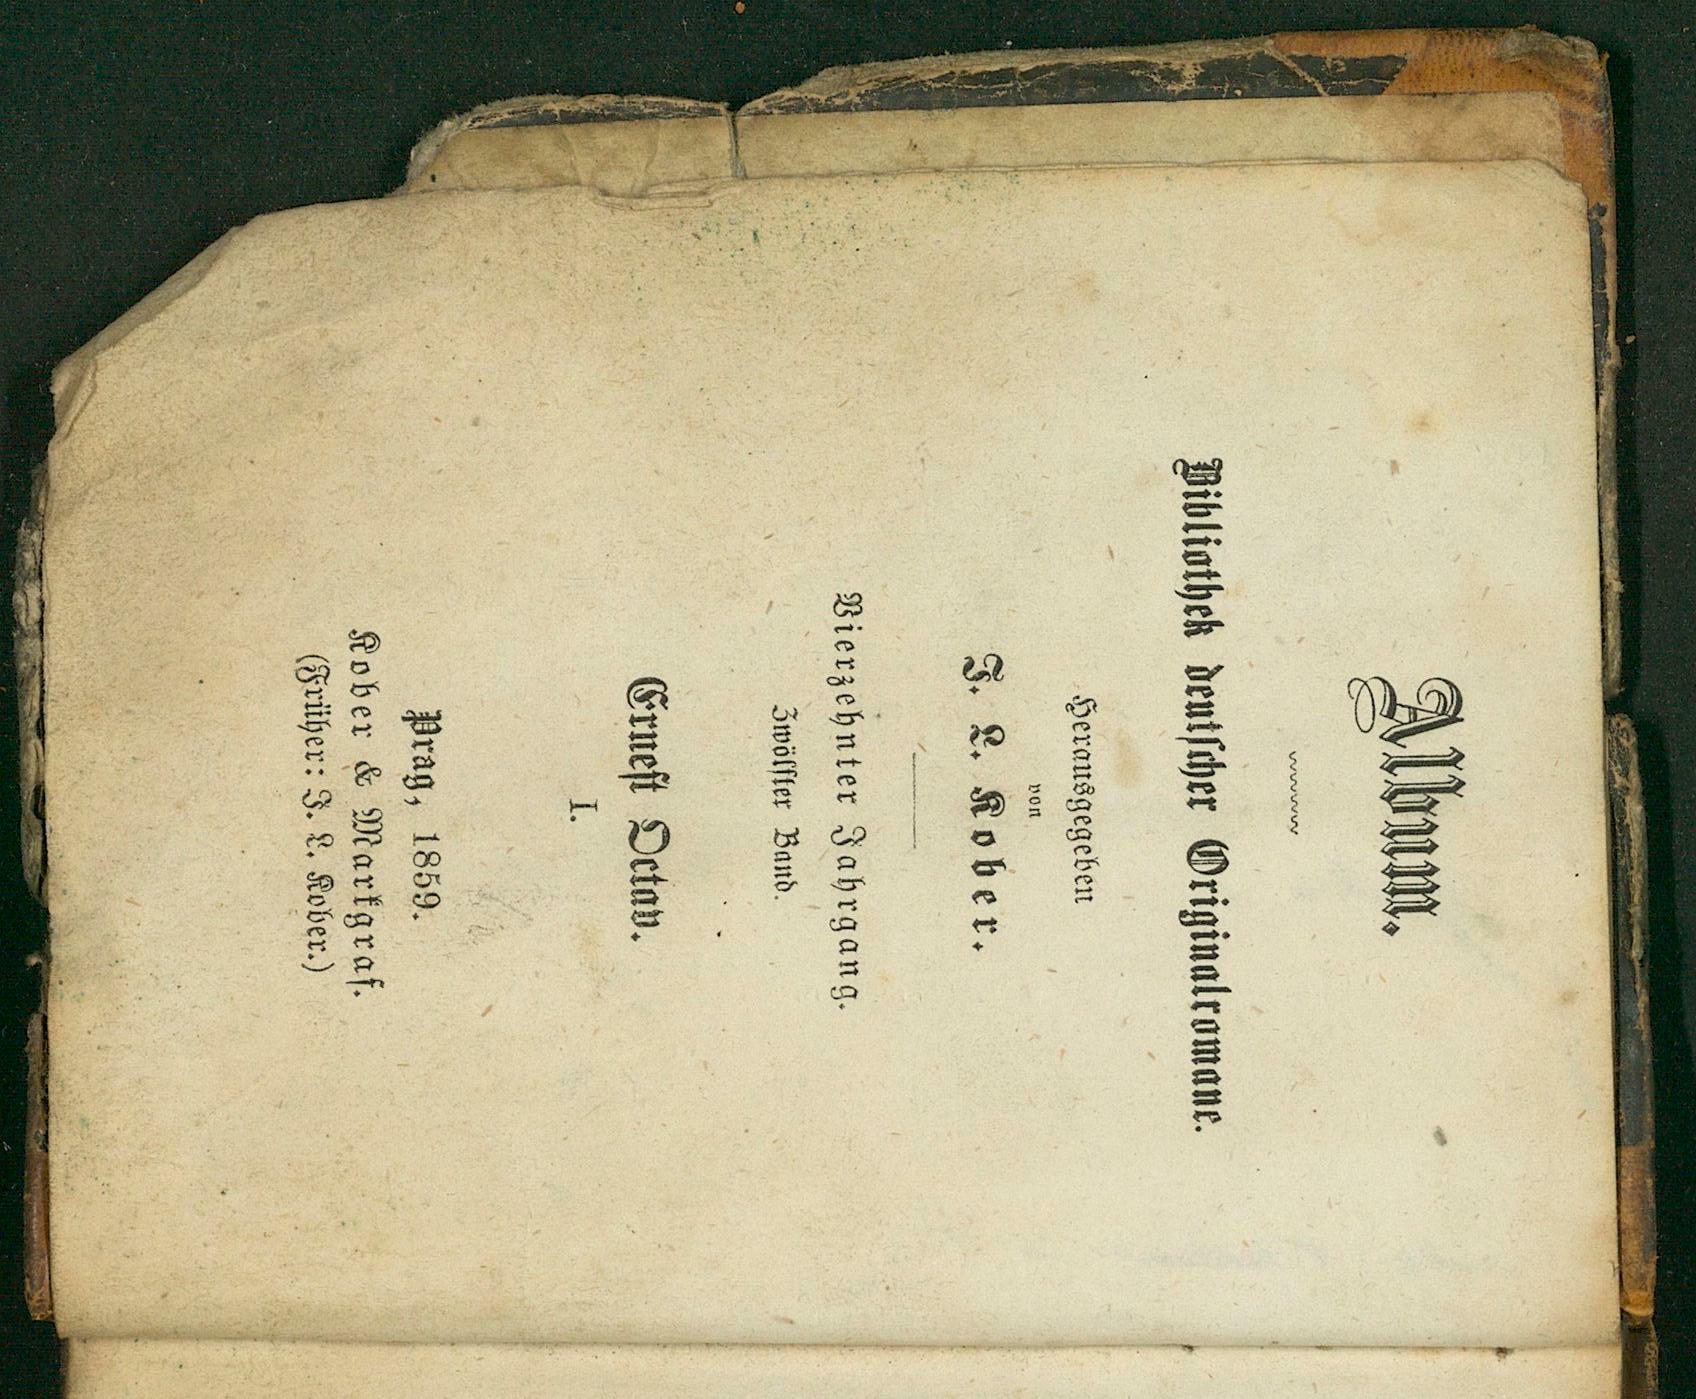 Album.
Bibliothek deutscher Originalromane.
Herausgegeben
von
J. L. Kober.
Vierzehnter Jahrgang.
Zwölfter Band.
Ernest Octav.
I.
Prag, 1859.
Kober & Markgraf.
(Früher: J. L. Kober.)